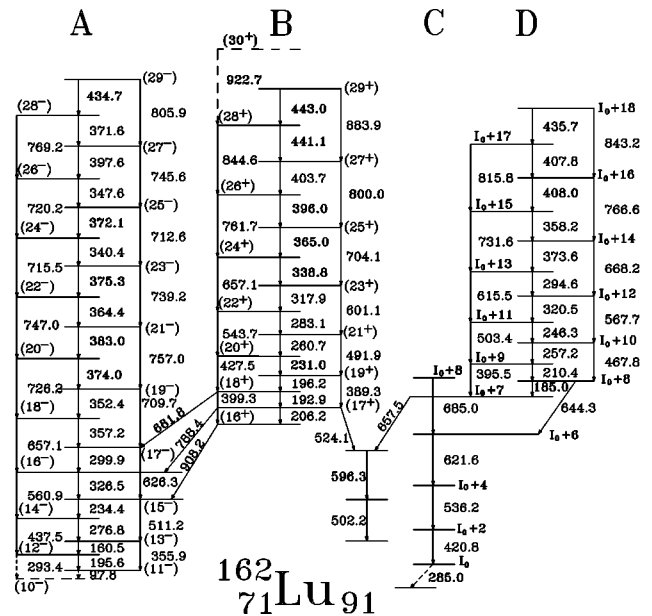 A B C D
(30⁺)
922.7
(29⁻) (29⁺)
434.7 443.0
(28⁻) 805.9 (28⁺) 883.9 I₀+18
371.6 441.1 435.7
I₀+17 843.2
769.2 (27⁻) 844.6 (27⁺) 407.8
(26⁻) 397.6 403.7 815.8 I₀+16
745.6 (26⁺) 800.0 408.0
347.6 396.0 I₀+15 766.6
720.2 (25⁻) 761.7 (25⁺) 358.2
(24⁻) 372.1 (24⁺) 365.0 731.6 I₀+14
712.6 704.1 373.6
340.4 338.8 I₀+13 668.2
715.5 (23⁻) 657.1 (23⁺) 294.6
(22⁻) 375.3 (22⁺) 317.9 615.5 I₀+12
739.2 601.1 320.5
364.4 283.1 I₀+11 567.7
747.0 (21⁻) 543.7 (21⁺) 246.3
(20⁻) 383.0 (20⁺) 260.7 503.4 I₀+10
757.0 491.9 257.2
374.0 427.5 231.0 I₀+9 467.8
(19⁺) I₀+8 395.5 210.4 I₀+8
726.2 (19⁻) (18⁺) 196.2 389.3 185.0
352.4 709.7 399.3 192.9 I₀+7
(18⁻) 681.8 (16⁺) (17⁺) 657.5 685.0 644.3
357.2 788.4 206.2
657.1 (17⁻) 908.2 524.1 I₀+6
(16⁻) 299.9
626.3 596.3 621.6
560.9 326.5 I₀+4
(14⁻) 234.4 (15⁻)
511.2 502.2 536.2
437.5 276.8 I₀+2
(12⁻) 160.5 (13⁻) 420.8
293.4 195.6 355.9
97.8 (11⁻) I₀
(10⁻) 285.0
¹⁶²₇₁Lu₉₁